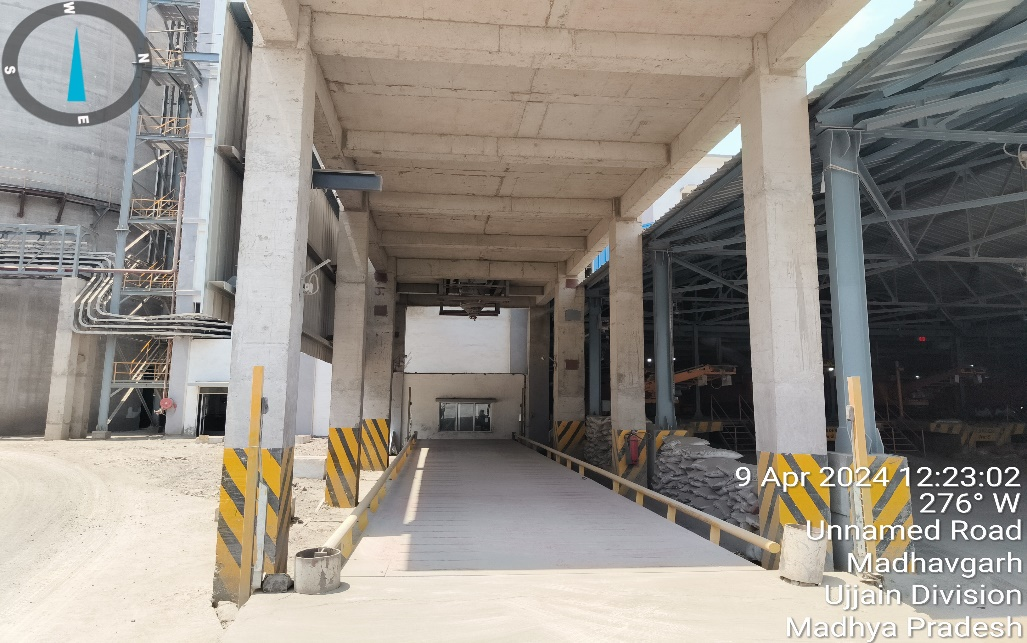 W
N
S
E
9 Apr 2024 12:23:02
276° W
Unnamed Road
Madhavgarh
Ujjain Division
Madhya Pradesh